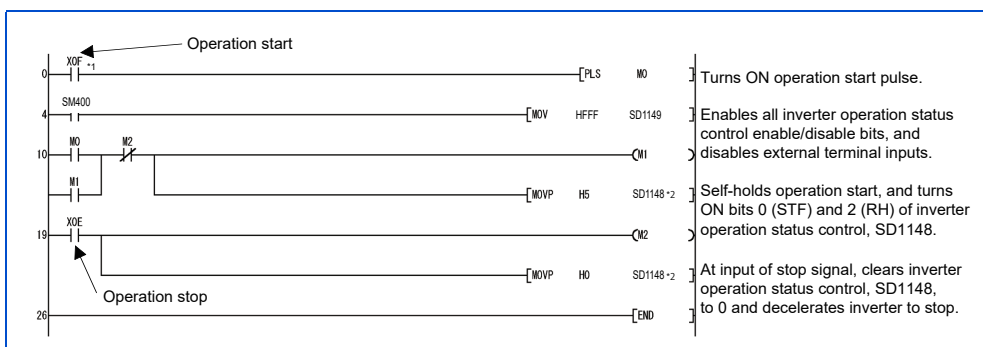 Operation start
X0F *1
0 [PLS M0 ] Turns ON operation start pulse.
SM400
4 [MOV HFFF SD1149 ] Enables all inverter operation status
control enable/disable bits, and
disables external terminal inputs.
M0 M2
10 (M1 )
M1
[MOVP H5 SD1148 *2 ] Self-holds operation start, and turns
ON bits 0 (STF) and 2 (RH) of inverter
operation status control, SD1148.
X0E
19 (M2 )
[MOVP H0 SD1148 *2 ] At input of stop signal, clears inverter
operation status control, SD1148,
to 0 and decelerates inverter to stop.
Operation stop
26 [END ]